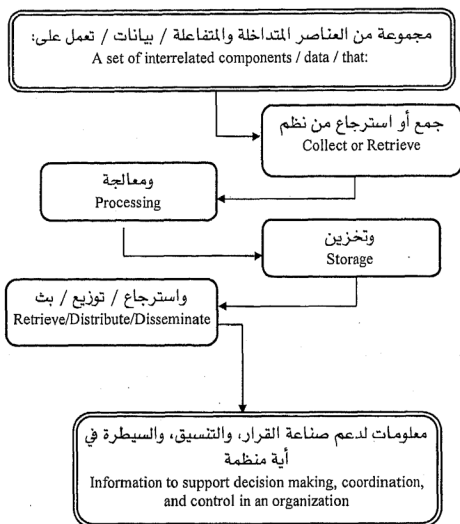 مجموعة من العناصر المتداخلة والمتفاعلة / بيانات / تعمل على:
A set of interrelated components / data / that:
جمع أو استرجاع من نظم
Collect or Retrieve
ومعالجة
Processing
وتخزين
Storage
واسترجاع / توزيع / بث
Retrieve/Distribute/Disseminate
معلومات لدعم صناعة القرار، والتنسيق، والسيطرة في
أية منظمة
Information to support decision making, coordination,
and control in an organization